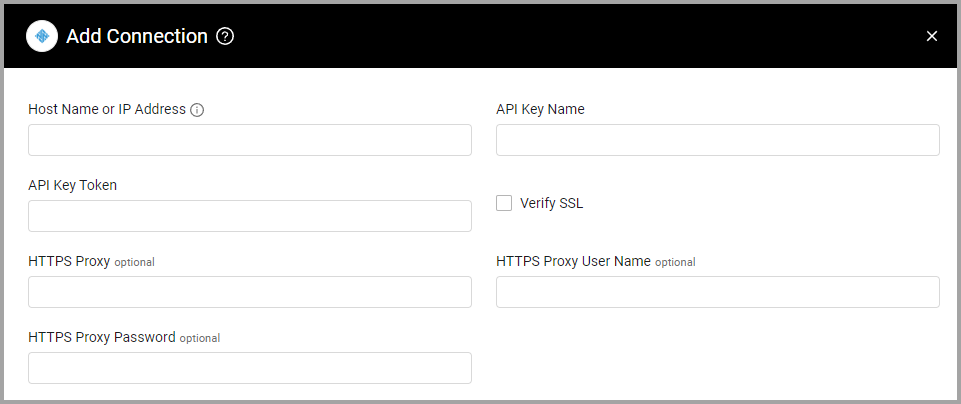 Add Connection
Host Name or IP Address
API Key Name
API Key Token
Verify SSL
HTTPS Proxy optional
HTTPS Proxy User Name optional
HTTPS Proxy Password optional